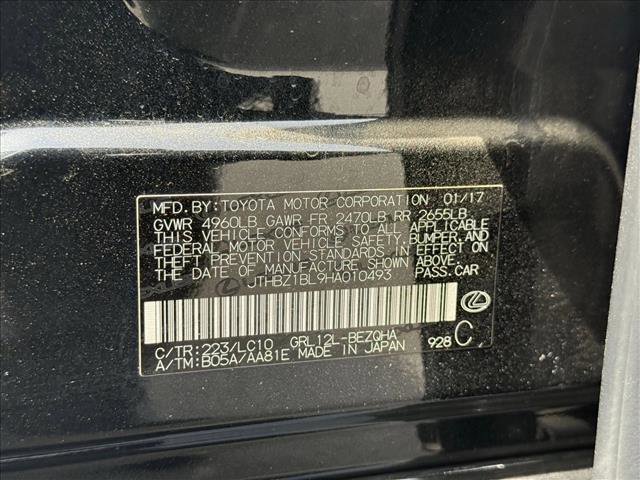 MFD. BY: TOYOTA MOTOR CORPORATION 01/17
GVWR 4960LB GAWR FR 2470LB RR 2655LB
THIS VEHICLE CONFORMS TO ALL APPLICABLE
FEDERAL MOTOR VEHICLE SAFETY, BUMPER, AND
THEFT PREVENTION STANDARDS IN EFFECT ON
THE DATE OF MANUFACTURE SHOWN ABOVE.
JTHBZ1BL9HA010493 PASS. CAR
C/TR: 223/LC10 GRL12L-BEZQHA 928 C
A/TM: B05A/AA81E MADE IN JAPAN